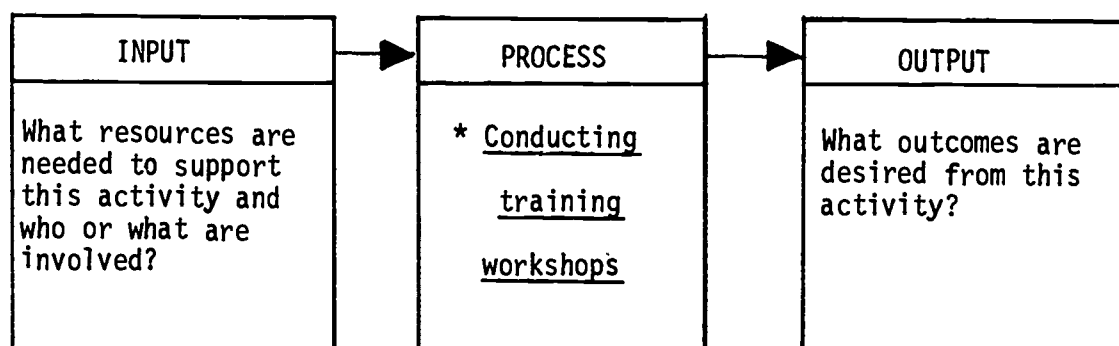 INPUT
What resources are
needed to support
this activity and
who or what are
involved?
PROCESS
* Conducting
training
workshops
OUTPUT
What outcomes are
desired from this
activity?